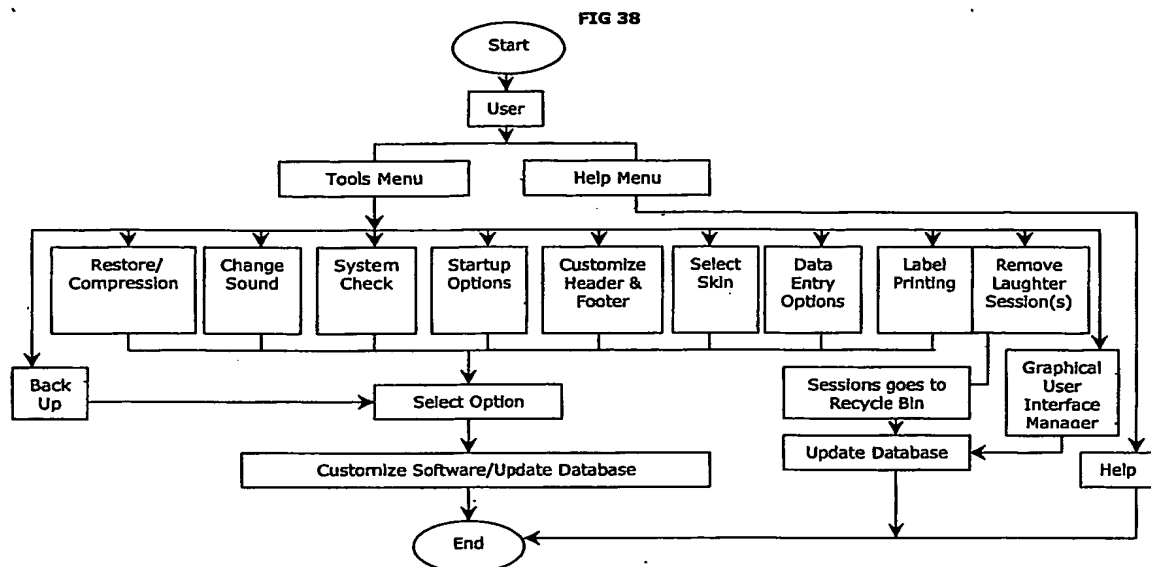 FIG 38
Start
User
Tools Menu
Help Menu
Restore/
Compression
Change
Sound
System
Check
Startup
Options
Customize
Header &
Footer
Select
Skin
Data
Entry
Options
Label
Printing
Remove
Laughter
Session(s)
Back
Up
Select Option
Sessions goes to
Recycle Bin
Graphical
User
Interface
Manager
Update Database
Customize Software/Update Database
Help
End